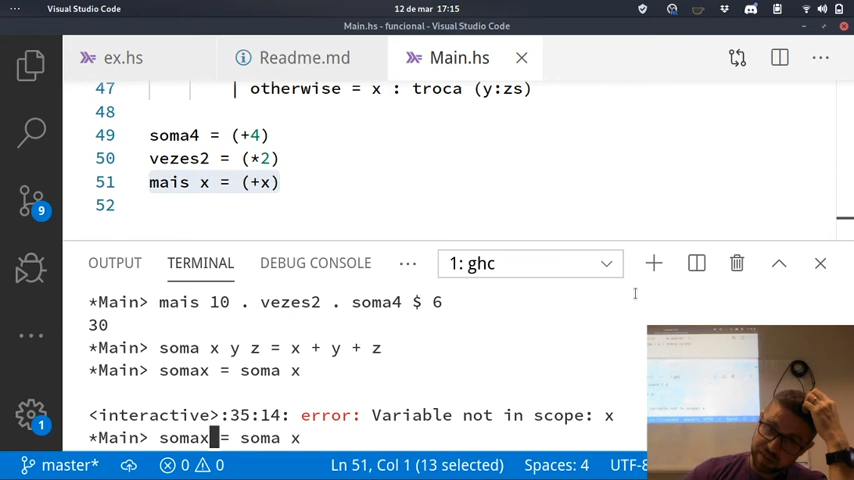 Visual Studio Code
12 de mar 17:15
Main.hs - funcional - Visual Studio Code
ex.hs
Readme.md
Main.hs
47 | otherwise = x : troca (y:zs)
48
49 soma4 = (+4)
50 vezes2 = (*2)
51 mais x = (+x)
52
OUTPUT TERMINAL DEBUG CONSOLE ··· 1: ghc
*Main> mais 10 . vezes2 . soma4 $ 6
30
*Main> soma x y z = x + y + z
*Main> somax = soma x
<interactive>:35:14: error: Variable not in scope: x
*Main> somax = soma x
9
1
master* 0 0 Ln 51, Col 1 (13 selected) Spaces: 4 UTF-8